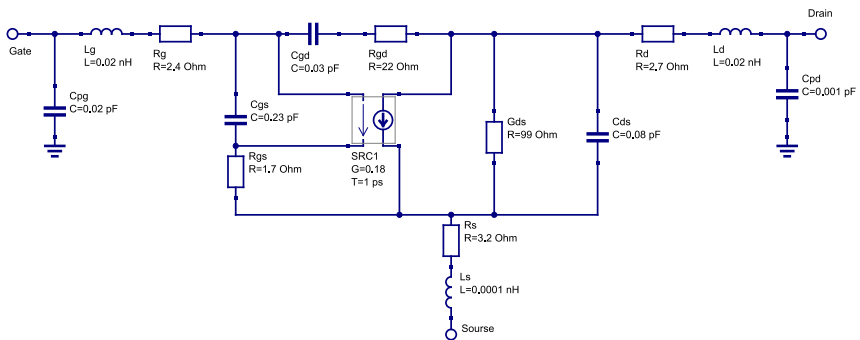 Gate
Lg
L=0.02 nH
Rg
R=2.4 Ohm
Cgd
C=0.03 pF
Rgd
R=22 Ohm
Rd
R=2.7 Ohm
Ld
L=0.02 nH
Drain
Cpg
C=0.02 pF
Cgs
C=0.23 pF
Rgs
R=1.7 Ohm
SRC1
G=0.18
T=1 ps
Gds
R=99 Ohm
Cds
C=0.08 pF
Cpd
C=0.001 pF
Rs
R=3.2 Ohm
Ls
L=0.0001 nH
Sourse